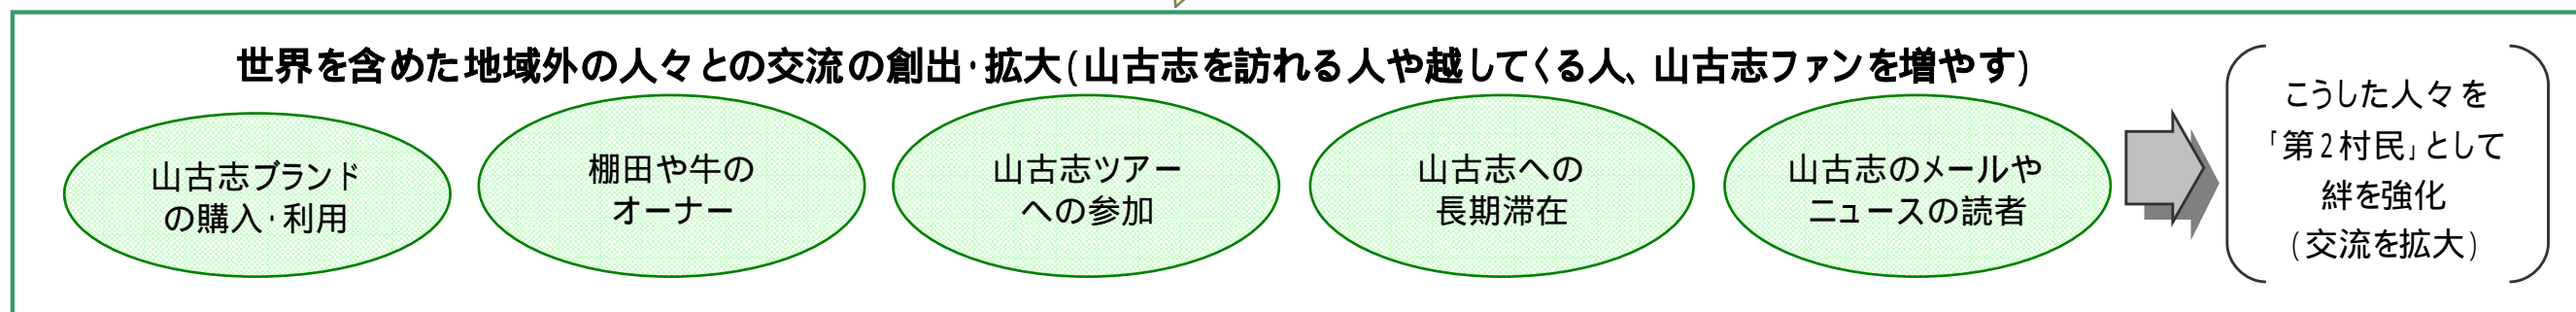 世界を含めた地域外の人々との交流の創出･拡大(山古志を訪れる人や越してくる人、山古志ファンを増やす)
山古志ブランド
の購入･利用
棚田や牛の
オーナー
山古志ツアー
への参加
山古志への
長期滞在
山古志のメールや
ニュースの読者
こうした人々を
｢第2村民｣として
絆を強化
(交流を拡大)